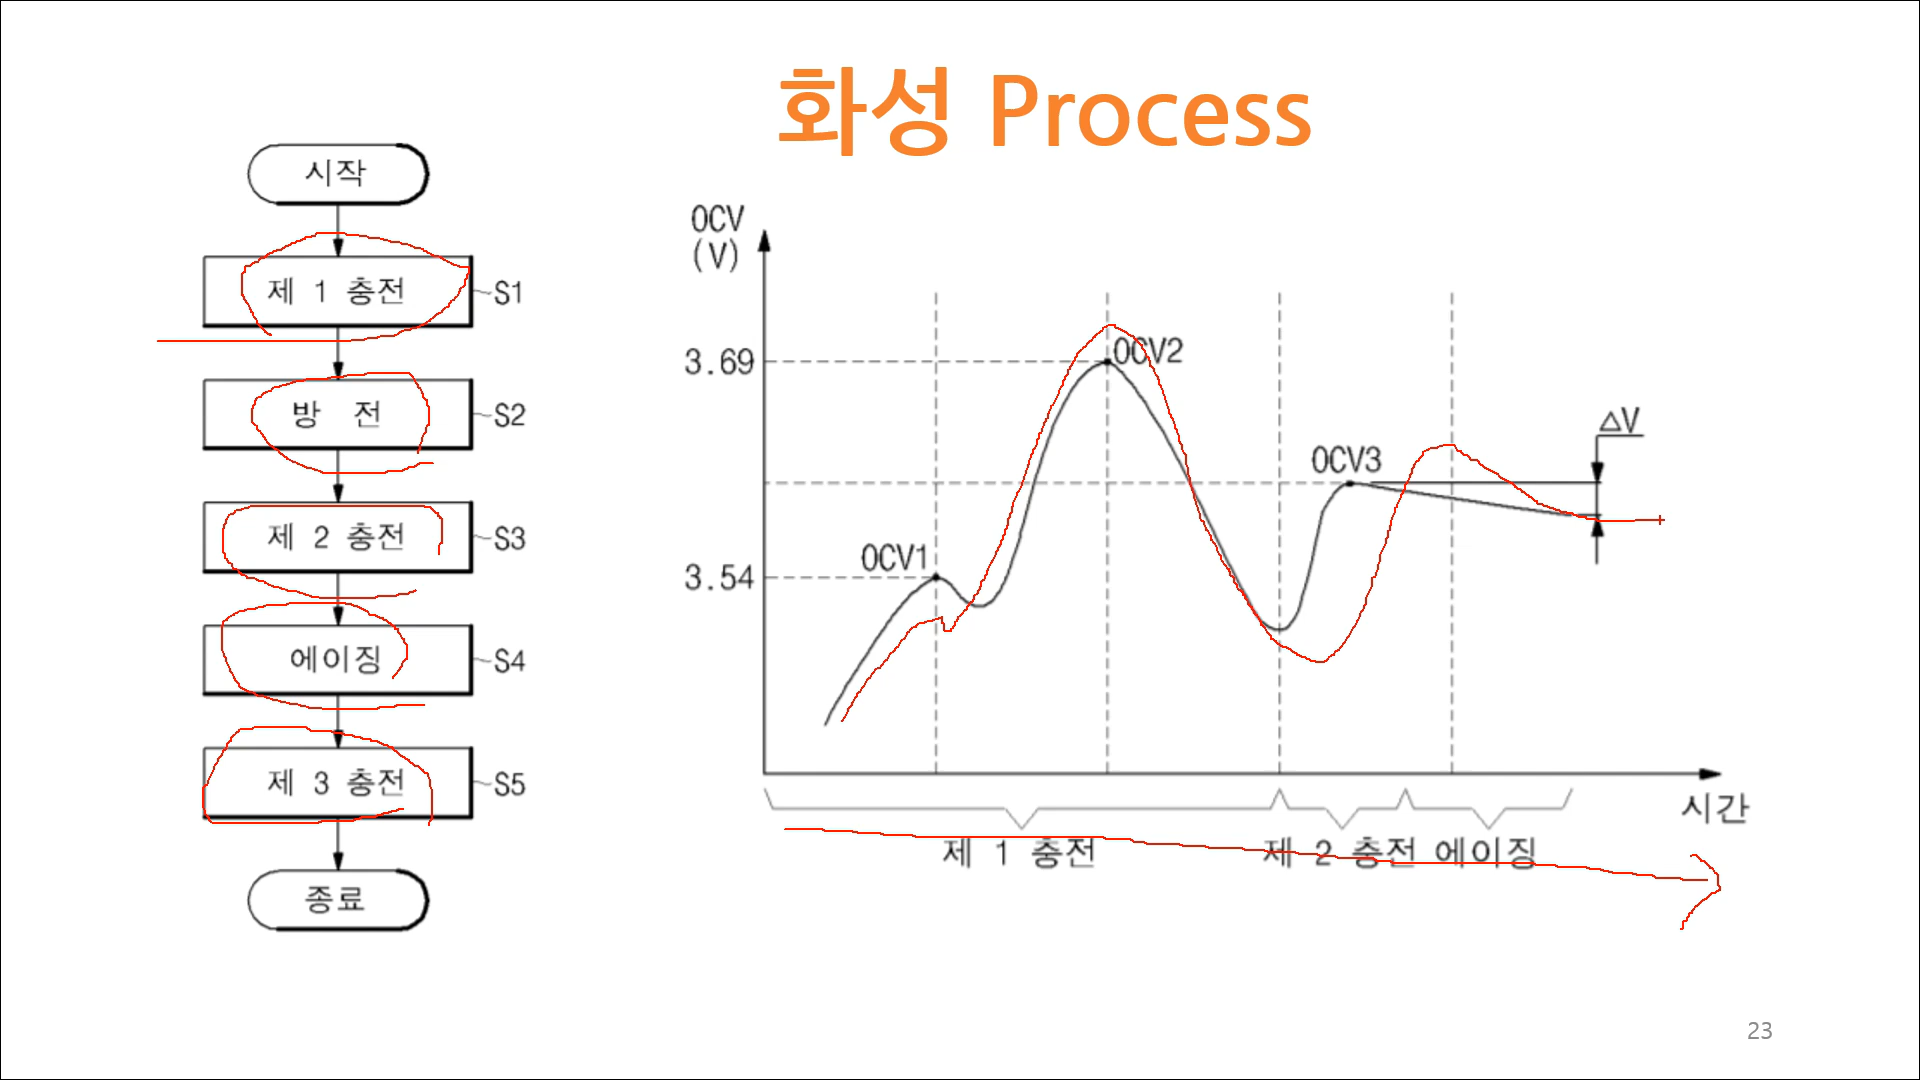 화성 Process
시작
제 1 충전 S1
방 전 S2
제 2 충전 S3
에이징 S4
제 3 충전 S5
종료
OCV
(V)
3.69
OCV2
△V
OCV3
OCV1
3.54
시간
제 1 충전 제 2 충전 에이징
23